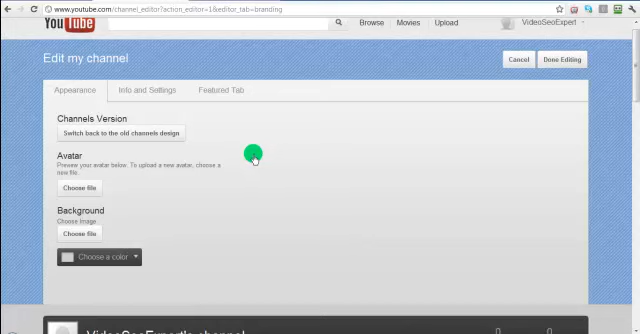 www.youtube.com/channel_editor?action_editor=1&editor_tab=branding
YouTube
Browse Movies Upload VideoSeoExpert
Edit my channel
Cancel Done Editing
Appearance Info and Settings Featured Tab
Channels Version
Switch back to the old channels design
Avatar
Preview your avatar below. To upload a new avatar, choose a
new file.
Choose file
Background
Choose Image
Choose file
Choose a color
VideoSeoExpert's channel